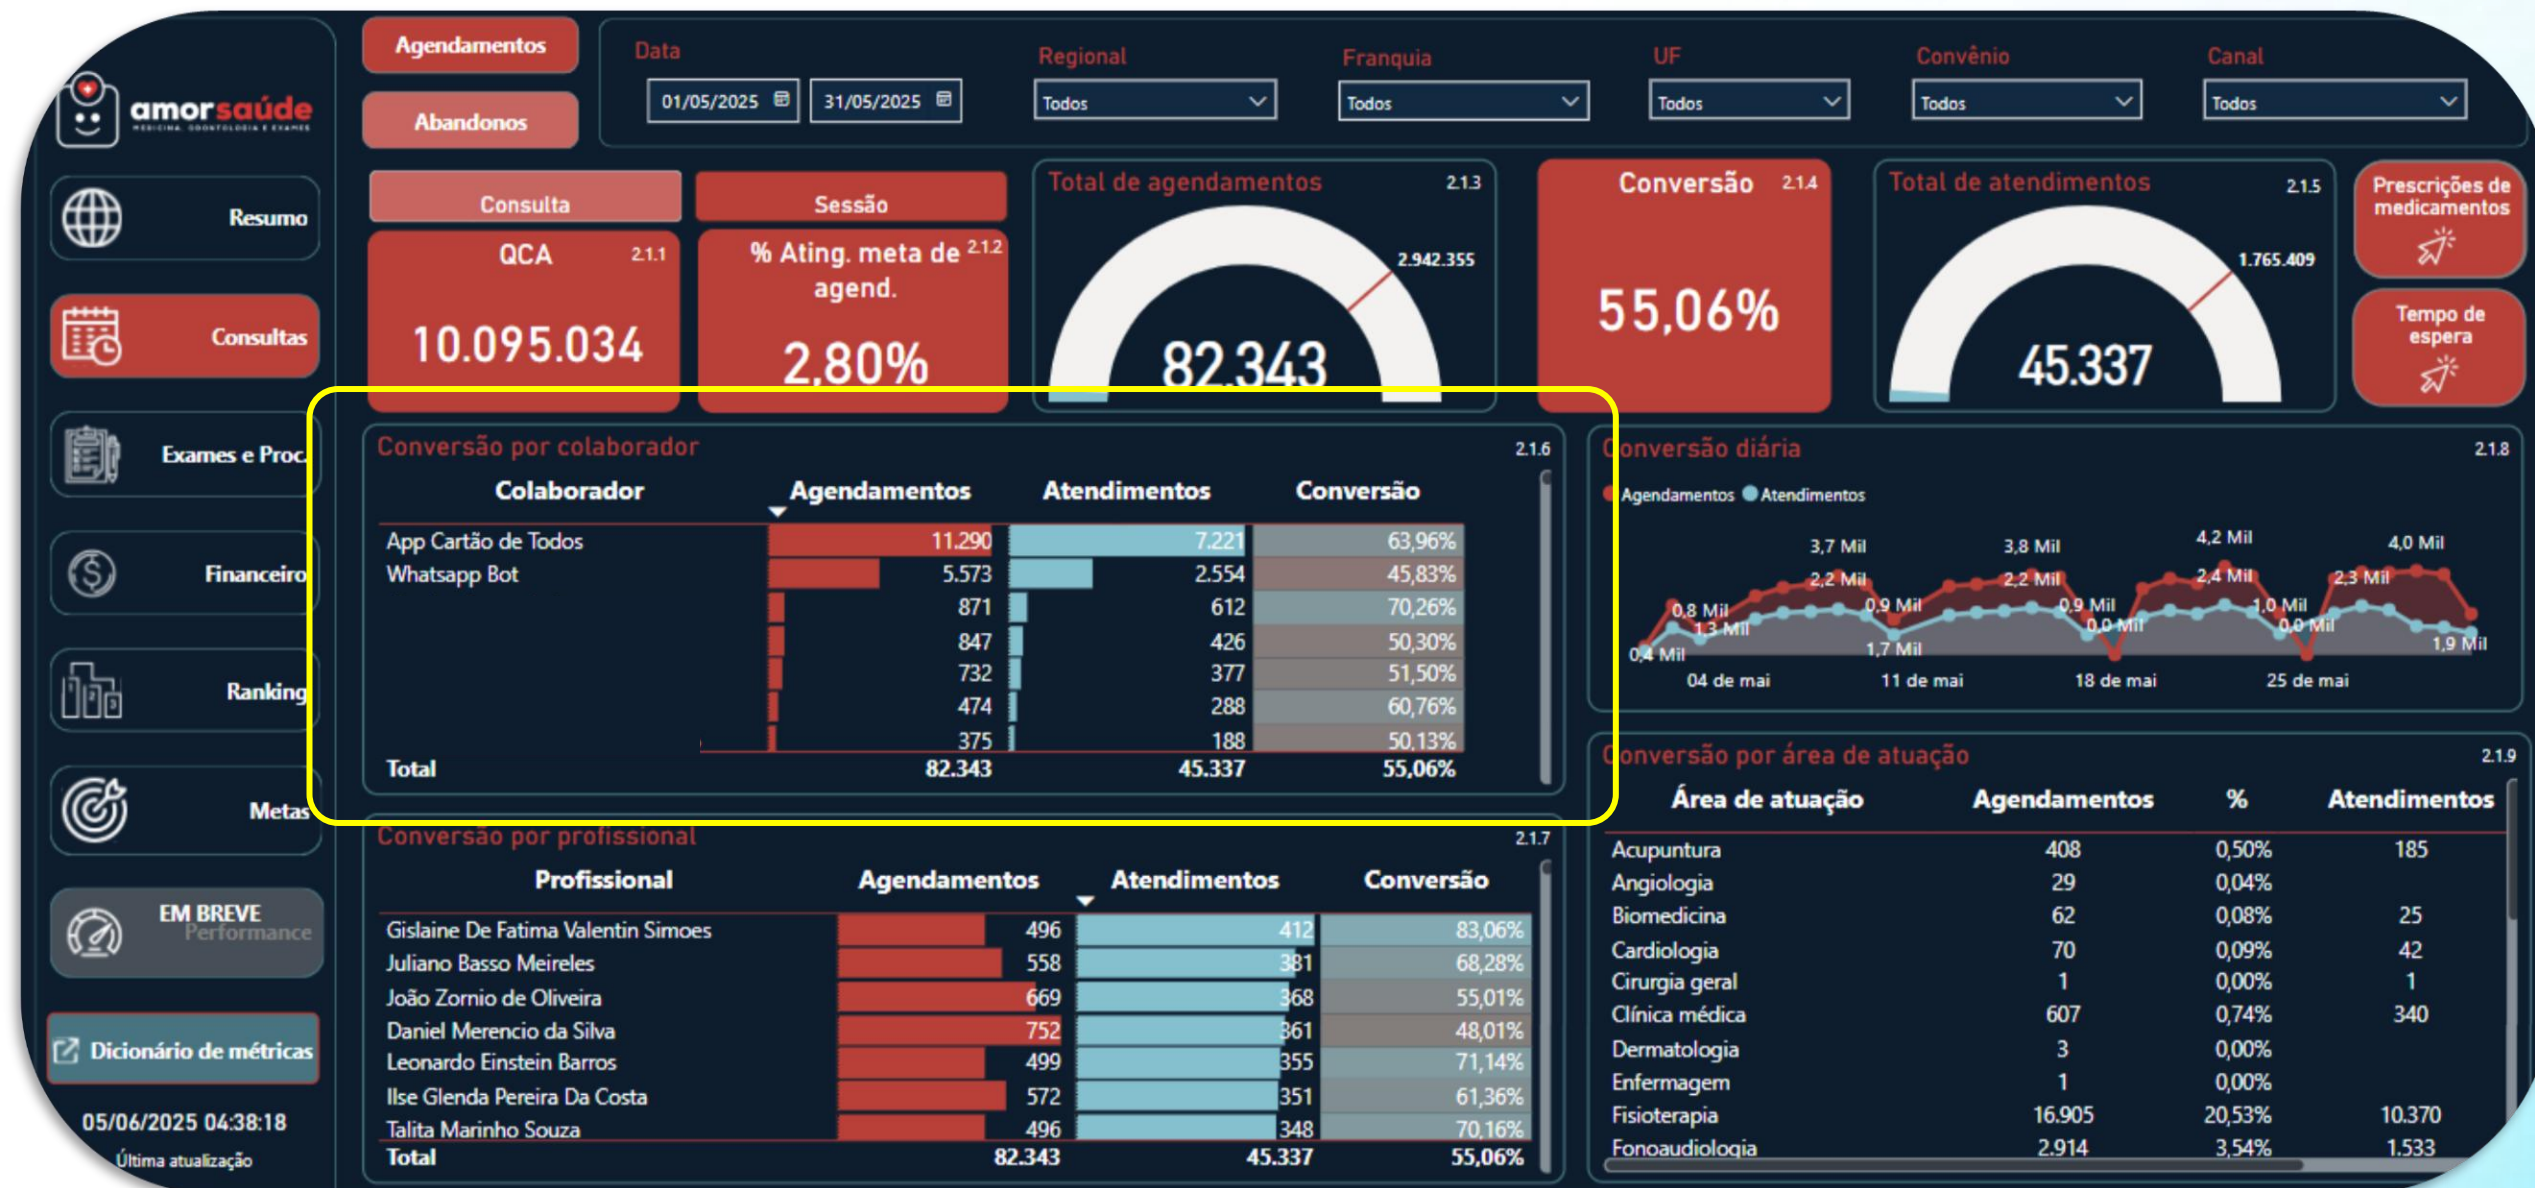 Agendamentos
Abandonos
Data
01/05/2025
31/05/2025
Regional
Todos
Franquia
Todos
UF
Todos
Convênio
Todos
Canal
Todos
amorsaúde
MEDICINA, ODONTOLOGIA E EXAMES
Resumo
Consultas
Exames e Proc.
Financeiro
Ranking
Metas
EM BREVE
Performance
Dicionário de métricas
05/06/2025 04:38:18
Última atualização
Consulta
Sessão
QCA 2.1.1
10.095.034
% Ating. meta de 2.1.2
agend.
2,80%
Total de agendamentos 2.1.3
2.942.355
82.343
Conversão 2.1.4
55,06%
Total de atendimentos 2.1.5
1.765.409
45.337
Prescrições de
medicamentos
Tempo de
espera
Conversão por colaborador 2.1.6
Colaborador Agendamentos Atendimentos Conversão
App Cartão de Todos 11.290 7.221 63,96%
Whatsapp Bot 5.573 2.554 45,83%
871 612 70,26%
847 426 50,30%
732 377 51,50%
474 288 60,76%
375 188 50,13%
Total 82.343 45.337 55,06%
Conversão por profissional 2.1.7
Profissional Agendamentos Atendimentos Conversão
Gislaine De Fatima Valentin Simoes 496 412 83,06%
Juliano Basso Meireles 558 381 68,28%
João Zornio de Oliveira 669 368 55,01%
Daniel Merencio da Silva 752 361 48,01%
Leonardo Einstein Barros 499 355 71,14%
Ilse Glenda Pereira Da Costa 572 351 61,36%
Talita Marinho Souza 496 348 70,16%
Total 82.343 45.337 55,06%
Conversão diária 2.1.8
Agendamentos Atendimentos
3,7 Mil 3,8 Mil 4,2 Mil 4,0 Mil
2,2 Mil 2,2 Mil 2,4 Mil 2,3 Mil
0,8 Mil 0,9 Mil 0,9 Mil 1,0 Mil
1,3 Mil 0,0 Mil 0,0 Mil
0,4 Mil 1,7 Mil 1,9 Mil
04 de mai 11 de mai 18 de mai 25 de mai
Conversão por área de atuação 2.1.9
Área de atuação Agendamentos % Atendimentos
Acupuntura 408 0,50% 185
Angiologia 29 0,04%
Biomedicina 62 0,08% 25
Cardiologia 70 0,09% 42
Cirurgia geral 1 0,00% 1
Clínica médica 607 0,74% 340
Dermatologia 3 0,00%
Enfermagem 1 0,00%
Fisioterapia 16.905 20,53% 10.370
Fonoaudiologia 2.914 3,54% 1.533